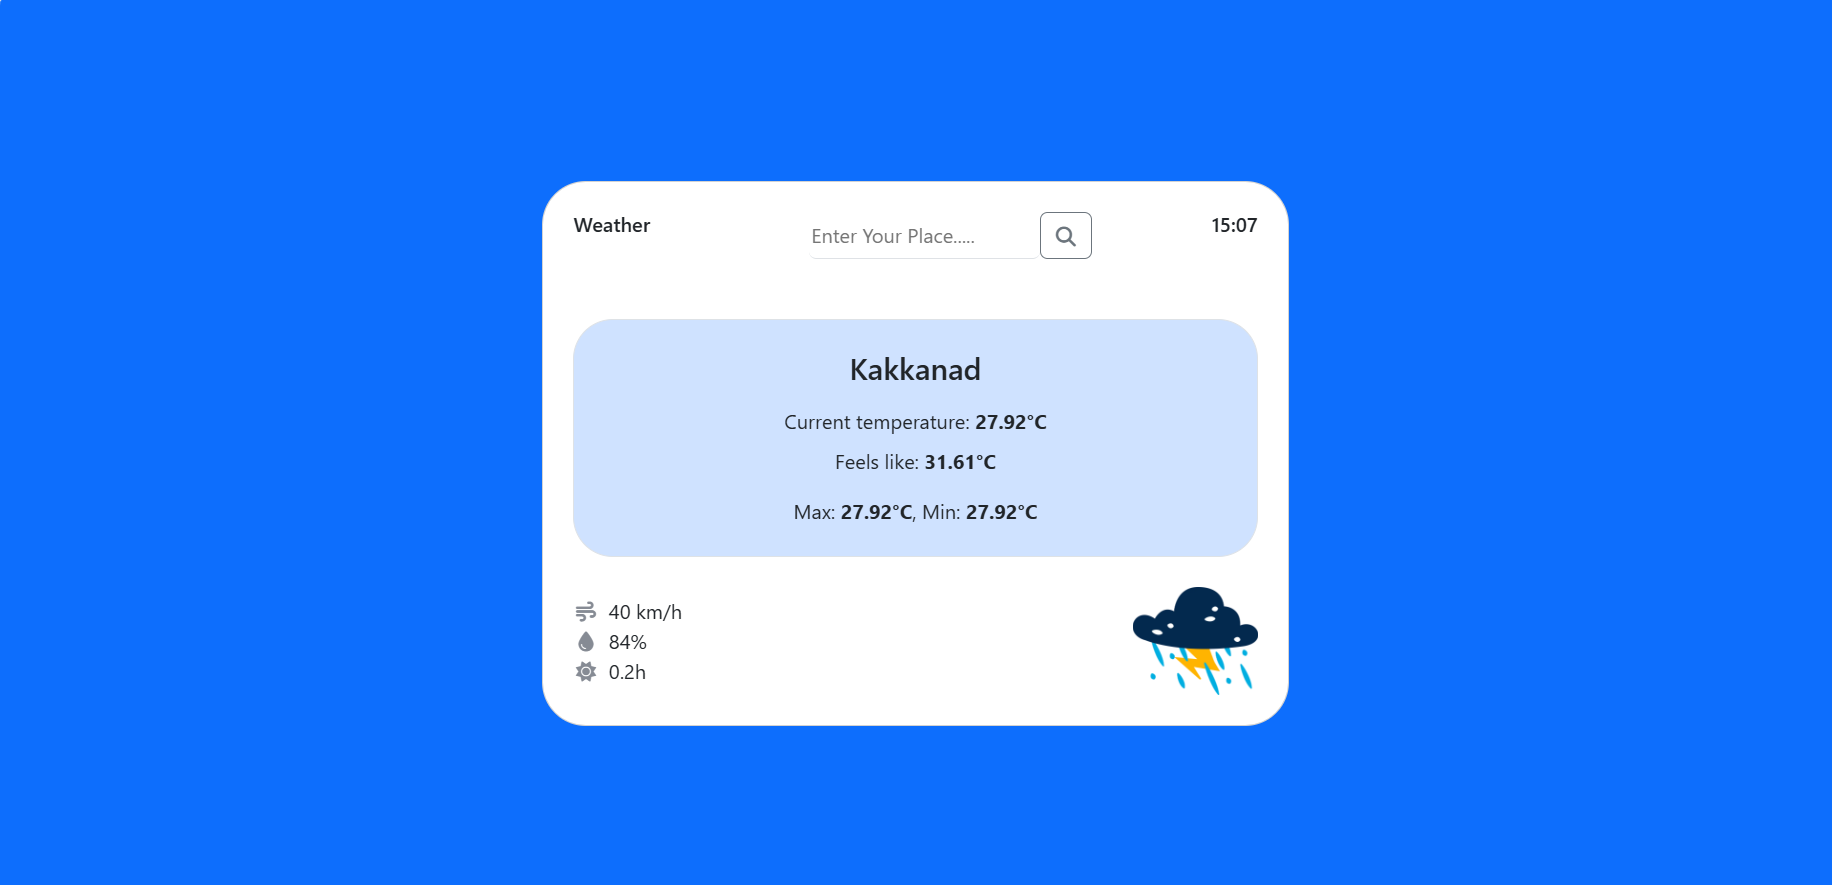 Weather
Enter Your Place.....
15:07
Kakkanad
Current temperature: 27.92°C
Feels like: 31.61°C
Max: 27.92°C, Min: 27.92°C
40 km/h
84%
0.2h